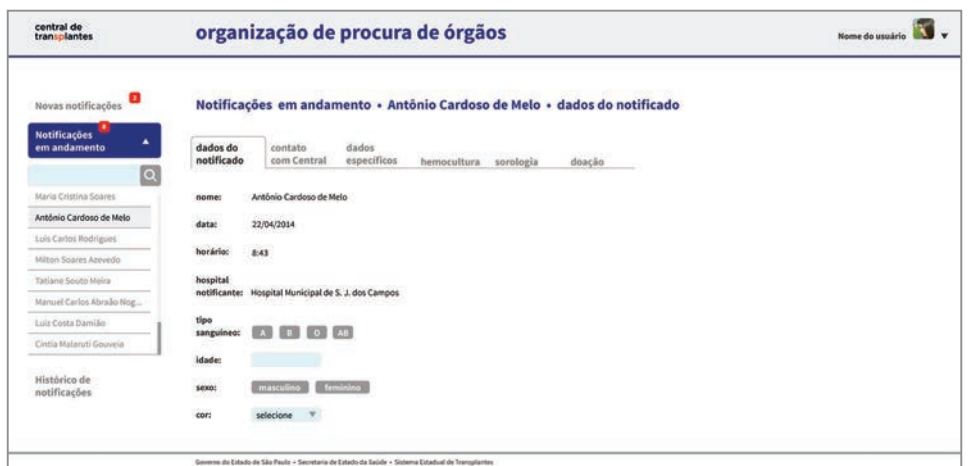 central de
transplantes
organização de procura de órgãos
Nome do usuário
Novas notificações
Notificações
em andamento
Maria Cristina Soares
Antônio Cardoso de Melo
Luis Carlos Rodrigues
Milton Soares Azevedo
Tatiane Souto Meira
Manuel Carlos Abraão Nog...
Luiz Costa Damião
Cintia Malaruti Gouveia
Histórico de
notificações
Notificações em andamento • Antônio Cardoso de Melo • dados do notificado
dados do
notificado
contato
com Central
dados
específicos
hemocultura
sorologia
doação
nome: Antônio Cardoso de Melo
data: 22/04/2014
horário: 8:43
hospital
notificante: Hospital Municipal de S. J. dos Campos
tipo
sanguíneo: A B O AB
idade:
sexo: masculino feminino
cor: selecione
Governo do Estado de São Paulo • Secretaria de Estado da Saúde • Sistema Estadual de Transplantes